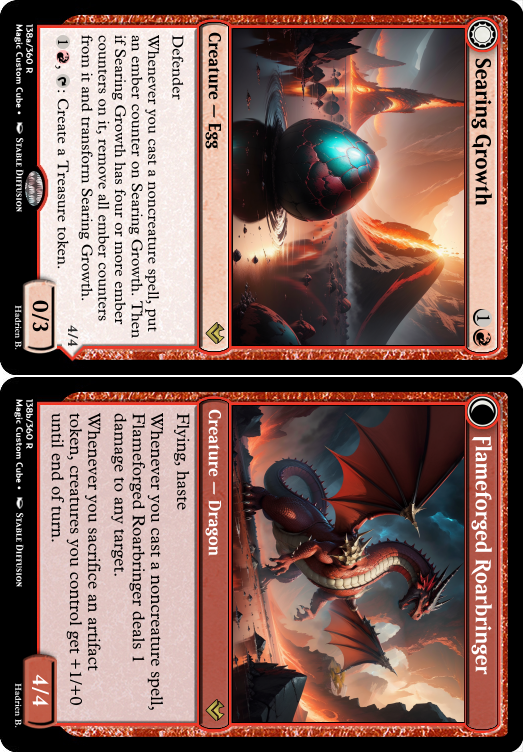 Searing Growth 1
Creature — Egg
Defender
Whenever you cast a noncreature spell, put
an ember counter on Searing Growth. Then
if Searing Growth has four or more ember
counters on it, remove all ember counters
from it and transform Searing Growth.
1, : Create a Treasure token.
4/4
0/3
138a/360 R
Magic Custom Cube • STABLE DIFFUSION
Hadrien B.
Flameforged Roarbringer
Creature — Dragon
Flying, haste
Whenever you cast a noncreature spell,
Flameforged Roarbringer deals 1
damage to any target.
Whenever you sacrifice an artifact
token, creatures you control get +1/+0
until end of turn.
4/4
138b/360 R
Magic Custom Cube • STABLE DIFFUSION
Hadrien B.